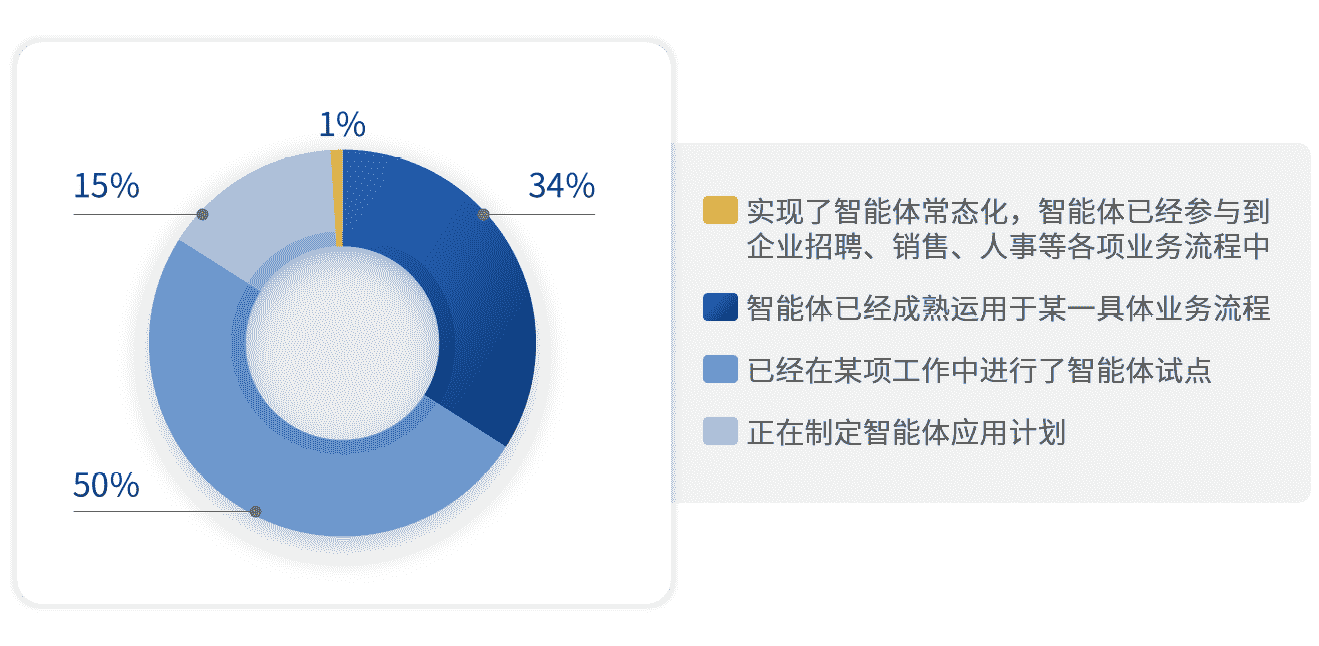 1%
15%
34%
50%
实现了智能体常态化，智能体已经参与到
企业招聘、销售、人事等各项业务流程中
智能体已经成熟运用于某一具体业务流程
已经在某项工作中进行了智能体试点
正在制定智能体应用计划